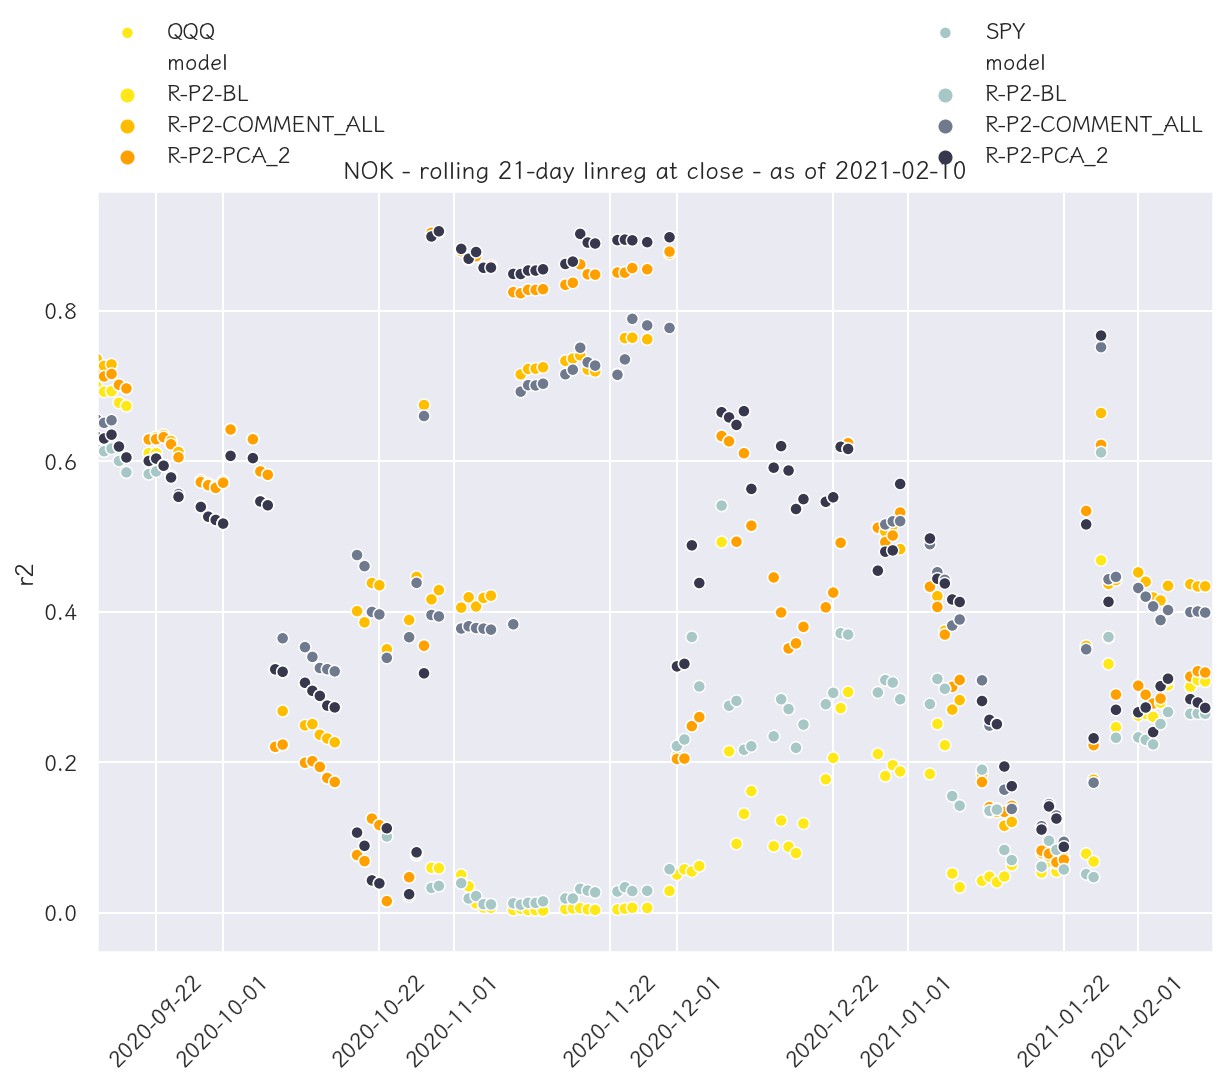 QQQ
model
R-P2-BL
R-P2-COMMENT_ALL
R-P2-PCA_2
SPY
model
R-P2-BL
R-P2-COMMENT_ALL
R-P2-PCA_2
NOK - rolling 21-day linreg at close - as of 2021-02-10
r2
0.8
0.6
0.4
0.2
0.0
2020-09-22
2020-10-01
2020-10-22
2020-11-01
2020-11-22
2020-12-01
2020-12-22
2021-01-01
2021-01-22
2021-02-01